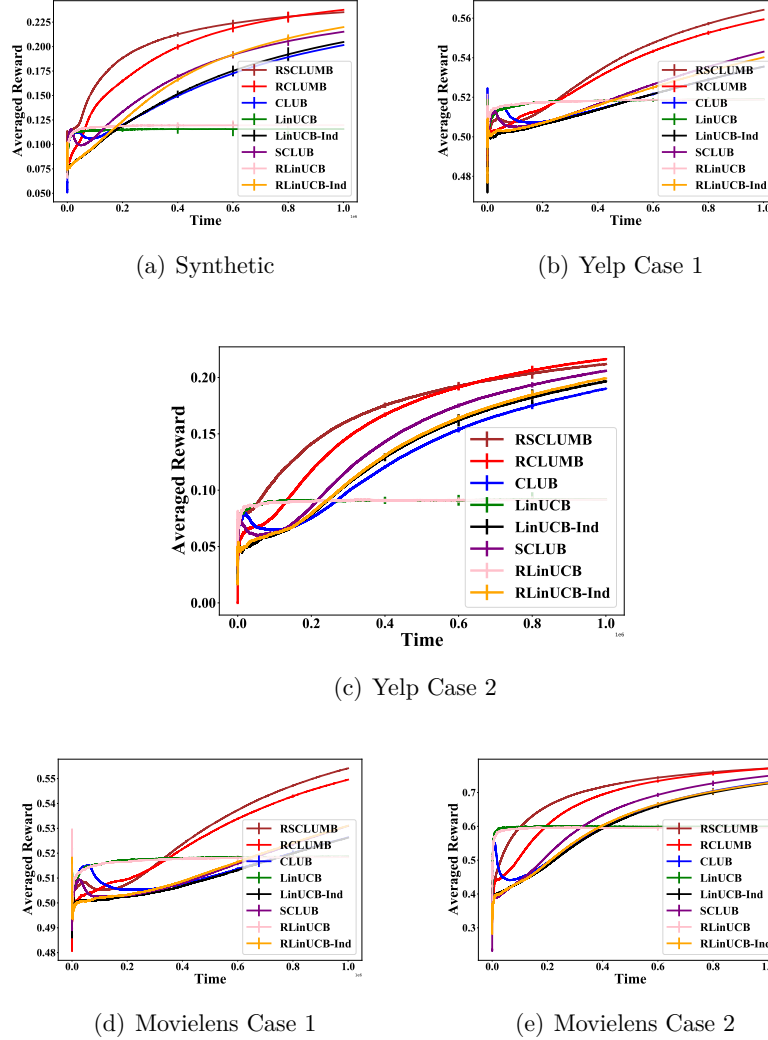 Averaged Reward
0.225
0.200
0.175
0.150
0.125
0.100
0.075
0.050
RSCLUMB
RCLUMB
CLUB
LinUCB
LinUCB-Ind
SCLUB
RLinUCB
RLinUCB-Ind
0.0 0.2 0.4 0.6 0.8 1.0
Time
1e6
(a) Synthetic
Averaged Reward
0.56
0.54
0.52
0.50
0.48
RSCLUMB
RCLUMB
CLUB
LinUCB
LinUCB-Ind
SCLUB
RLinUCB
RLinUCB-Ind
0.0 0.2 0.4 0.6 0.8 1.0
Time
(b) Yelp Case 1
Averaged Reward
0.20
0.15
0.10
0.05
0.00
RSCLUMB
RCLUMB
CLUB
LinUCB
LinUCB-Ind
SCLUB
RLinUCB
RLinUCB-Ind
0.0 0.2 0.4 0.6 0.8 1.0
Time
1e6
(c) Yelp Case 2
Averaged Reward
0.55
0.54
0.53
0.52
0.51
0.50
0.49
0.48
RSCLUMB
RCLUMB
CLUB
LinUCB
LinUCB-Ind
SCLUB
RLinUCB
RLinUCB-Ind
0.0 0.2 0.4 0.6 0.8 1.0
Time
1e6
(d) Movielens Case 1
Averaged Reward
0.7
0.6
0.5
0.4
0.3
RSCLUMB
RCLUMB
CLUB
LinUCB
LinUCB-Ind
SCLUB
RLinUCB
RLinUCB-Ind
0.0 0.2 0.4 0.6 0.8 1.0
Time
(e) Movielens Case 2